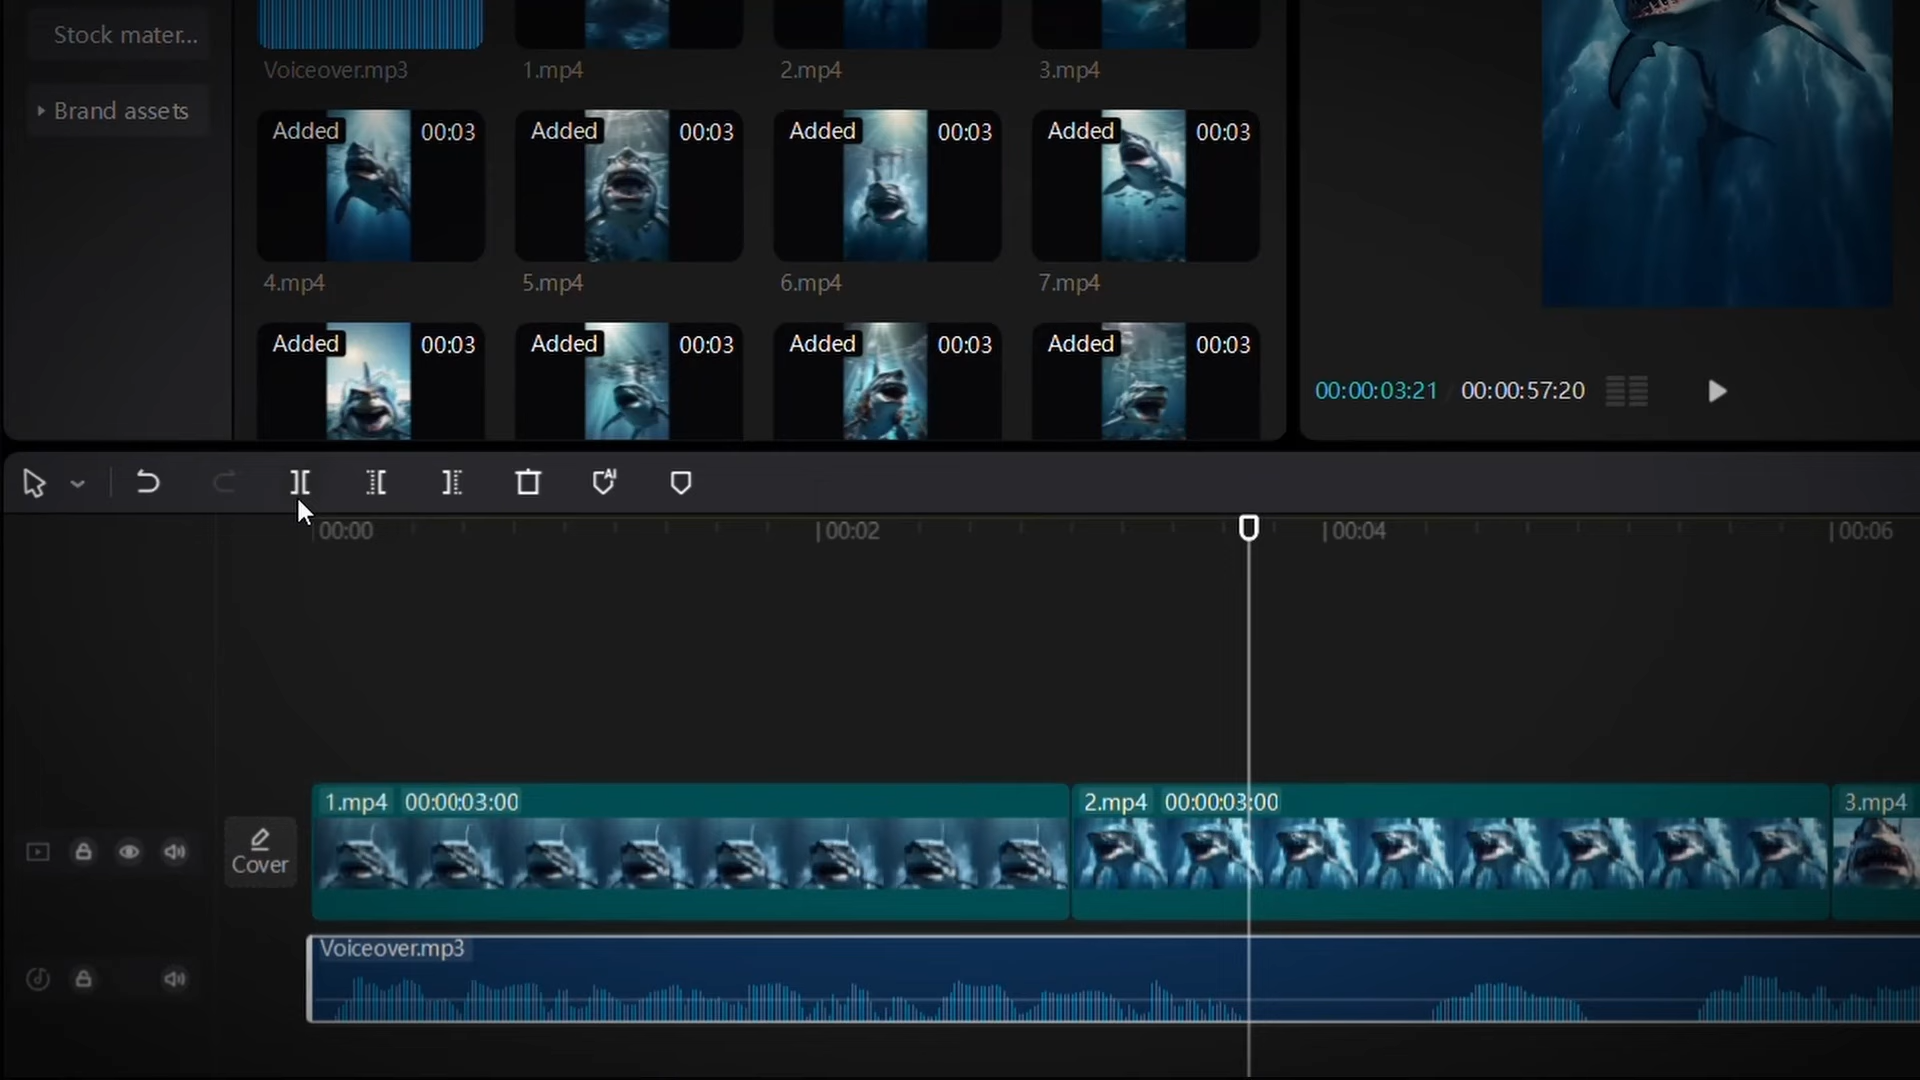 Stock mater...
Brand assets
Voiceover.mp3
1.mp4
2.mp4
3.mp4
Added 00:03
Added 00:03
Added 00:03
Added 00:03
4.mp4
5.mp4
6.mp4
7.mp4
Added 00:03
Added 00:03
Added 00:03
Added 00:03
00:00:03:21 00:00:57:20
AI
00:00
00:02
00:04
00:06
Cover
1.mp4 00:00:03:00
2.mp4 00:00:03:00
3.mp4
Voiceover.mp3